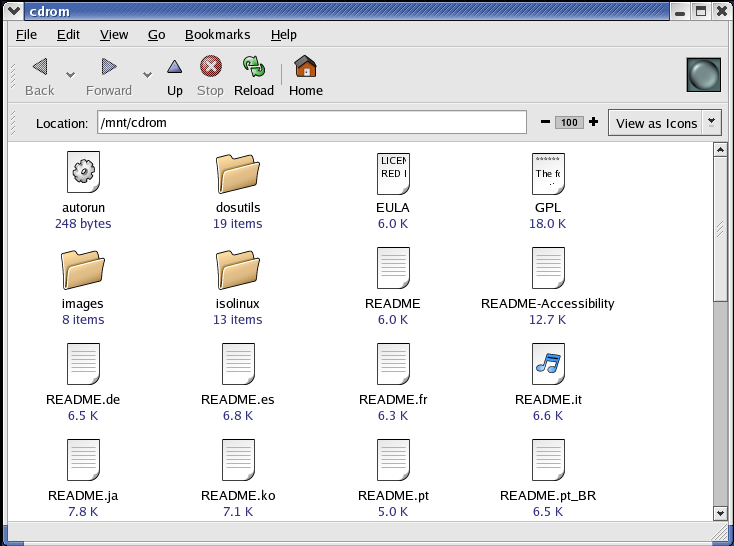 cdrom
File Edit View Go Bookmarks Help
Back Forward Up Stop Reload Home
Location: /mnt/cdrom 100 View as Icons
LICEN ****** 
RED I The fo
autorun dosutils EULA GPL
248 bytes 19 items 6.0 K 18.0 K
images isolinux README README-Accessibility
8 items 13 items 6.0 K 12.7 K
README.de README.es README.fr README.it
6.5 K 6.8 K 6.3 K 6.6 K
README.ja README.ko README.pt README.pt_BR
7.8 K 7.1 K 5.0 K 6.5 K